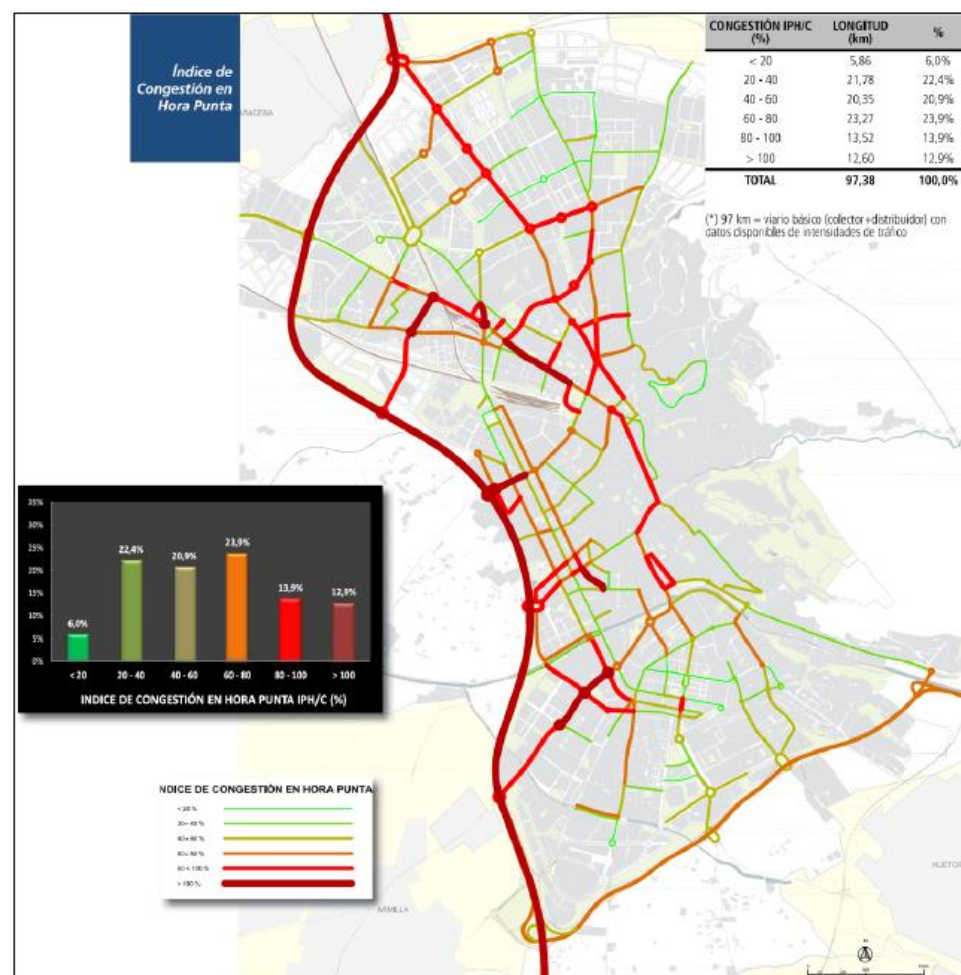 Índice de
Congestión en
Hora Punta
CONGESTIÓN IPH/C (%) LONGITUD (km) %
< 20 5,86 6,0%
20 - 40 21,78 22,4%
40 - 60 20,35 20,9%
60 - 80 23,27 23,9%
80 - 100 13,52 13,9%
> 100 12,60 12,9%
TOTAL 97,38 100,0%
(*) 97 km = viario básico (colector+distribuidor) con
datos disponibles de intensidades de tráfico
35%
30%
25%
20%
15%
10%
5%
0%
6,0%
22,4%
20,9%
23,9%
13,9%
12,9%
< 20 20 - 40 40 - 60 60 - 80 80 - 100 > 100
INDICE DE CONGESTIÓN EN HORA PUNTA IPH/C (%)
NDICE DE CONGESTIÓN EN HORA PUNTA
< 20 %
> 100 %
ARMILLA